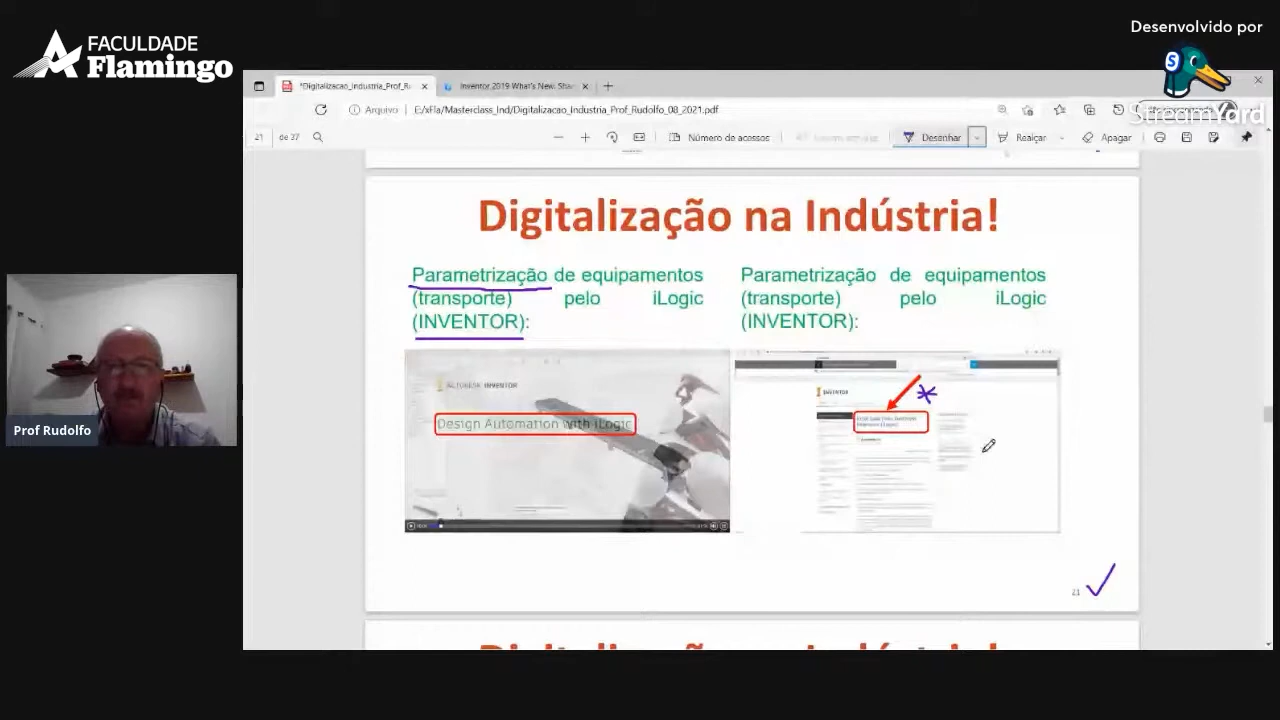 Desenvolvido por
FACULDADE
Flamingo
S
StreamYard
*Digitalizacao_Industria_Prof_Ru
Inventor 2019 What's New: Sha
Arquivo
E:/xFla/Masterclass_Ind/Digitalizacao_Industria_Prof_Rudolfo_08_2021.pdf
21
de 37
Número de acessos
Desenhar
Realçar
Apagar
Digitalização na Indústria!
Parametrização de equipamentos
(transporte) pelo iLogic
(INVENTOR):
Parametrização de equipamentos
(transporte) pelo iLogic
(INVENTOR):
AUTODESK INVENTOR
Design Automation with iLogic
INVENTOR
21
Prof Rudolfo